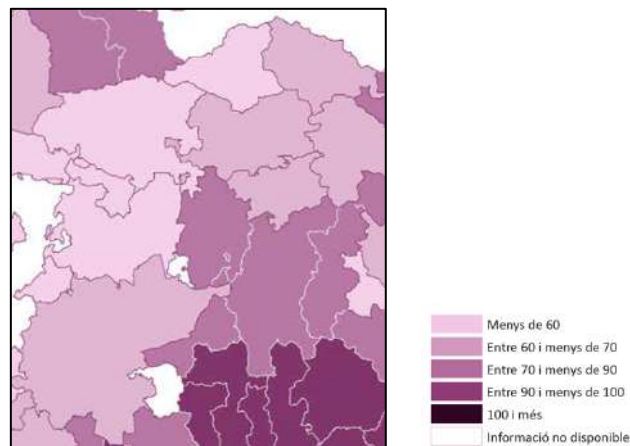 Menys de 60
Entre 60 i menys de 70
Entre 70 i menys de 90
Entre 90 i menys de 100
100 i més
Informació no disponible